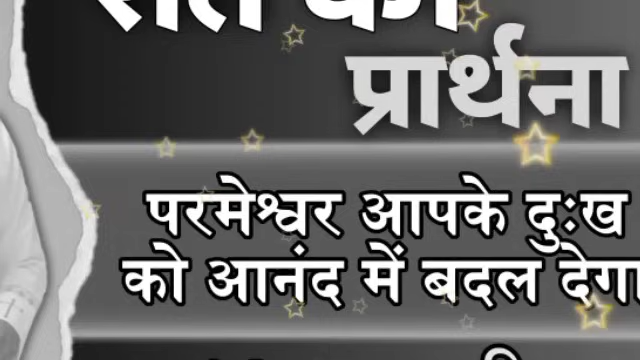 रात की
प्रार्थना
परमेश्वर आपके दुःख
को आनंद में बदल देगा